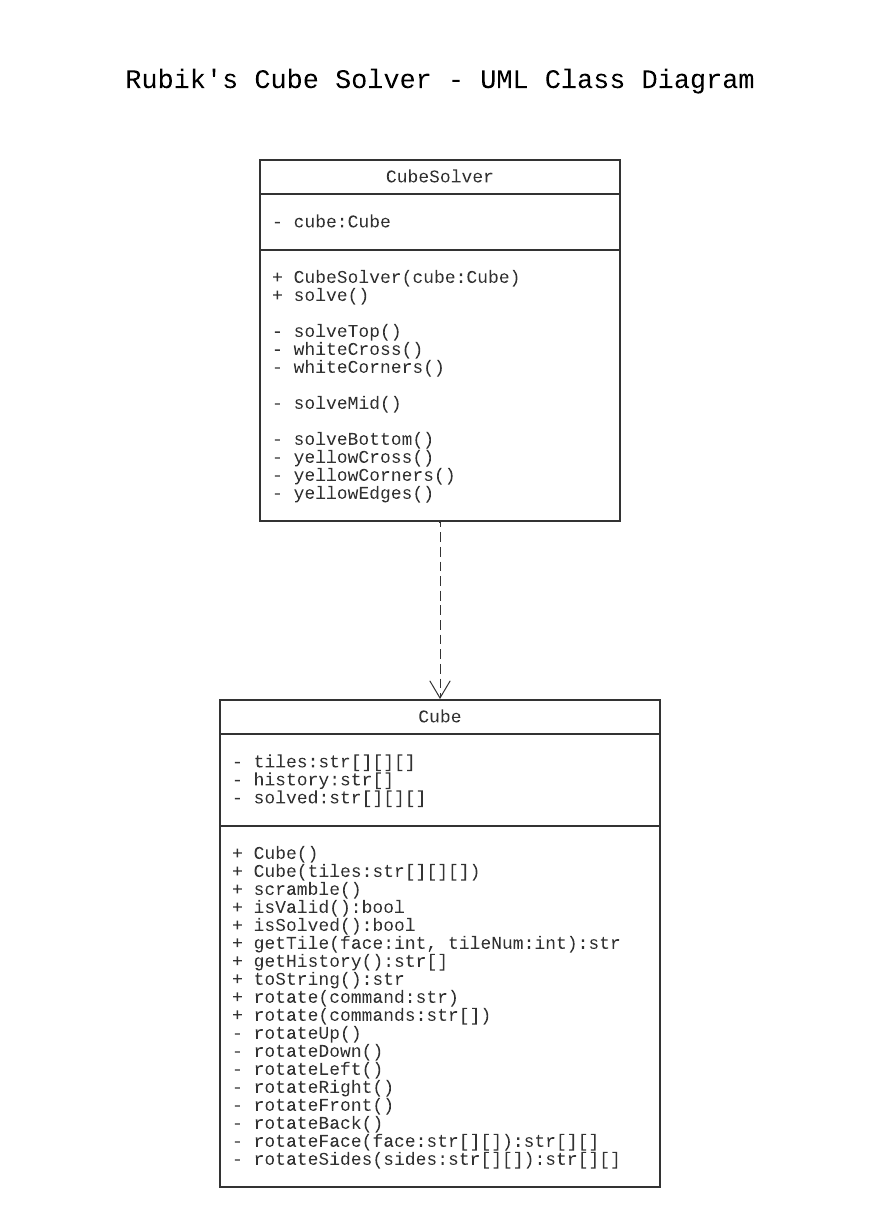 Rubik's Cube Solver - UML Class Diagram
CubeSolver
- cube:Cube
+ CubeSolver(cube:Cube)
+ solve()
- solveTop()
- whiteCross()
- whiteCorners()
- solveMid()
- solveBottom()
- yellowCross()
- yellowCorners()
- yellowEdges()
Cube
- tiles:str[][][]
- history:str[]
- solved:str[][][]
+ Cube()
+ Cube(tiles:str[][][])
+ scramble()
+ isValid():bool
+ isSolved():bool
+ getTile(face:int, tileNum:int):str
+ getHistory():str[]
+ toString():str
+ rotate(command:str)
+ rotate(commands:str[])
- rotateUp()
- rotateDown()
- rotateLeft()
- rotateRight()
- rotateFront()
- rotateBack()
- rotateFace(face:str[][]):str[][]
- rotateSides(sides:str[][]):str[][]